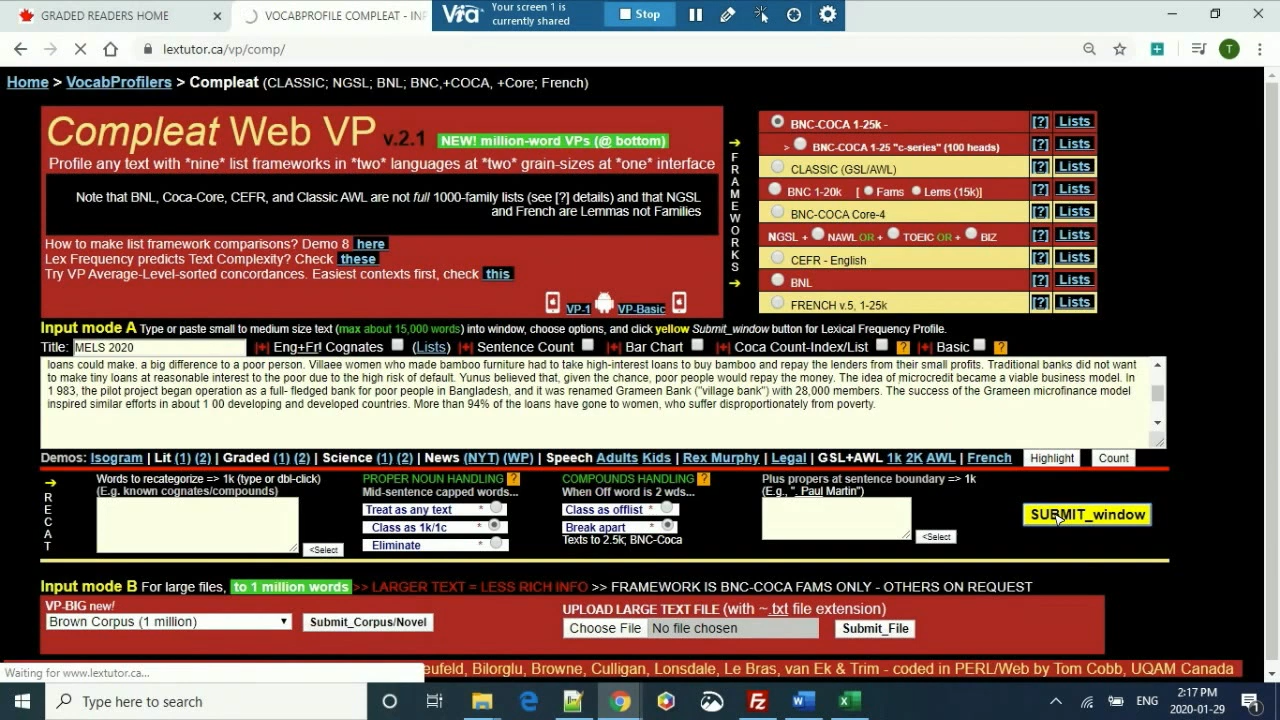 GRADED READERS HOME
VOCABPROFILE COMPLEAT - IN
Via
Your screen 1 is currently shared
Stop
lextutor.ca/vp/comp/
T
Home > VocabProfilers > Compleat (CLASSIC; NGSL; BNL; BNC,+COCA, +Core; French)
Compleat Web VP v.2.1 NEW! million-word VPs (@ bottom)
Profile any text with *nine* list frameworks in *two* languages at *two* grain-sizes at *one* interface
Note that BNL, Coca-Core, CEFR, and Classic AWL are not full 1000-family lists (see [?] details) and that NGSL
and French are Lemmas not Families
How to make list framework comparisons? Demo 8 here
Lex Frequency predicts Text Complexity? Check these
Try VP Average-Level-sorted concordances. Easiest contexts first, check this
VP-1 VP-Basic
FRAMEWORKS
BNC-COCA 1-25k - [?] Lists
> BNC-COCA 1-25 "c-series" (100 heads) [?] Lists
CLASSIC (GSL/AWL) [?] Lists
BNC 1-20k [ Fams Lems (15k)] [?] Lists
BNC-COCA Core-4 [?] Lists
NGSL + NAWL OR + TOEIC OR + BIZ [?] Lists
CEFR - English [?] Lists
BNL [?] Lists
FRENCH v.5, 1-25k [?] Lists
Input mode A Type or paste small to medium size text (max about 15,000 words) into window, choose options, and click yellow Submit_window button for Lexical Frequency Profile.
Title: MELS 2020 [+] Eng+Fr! Cognates (Lists) [+] Sentence Count [+] Bar Chart [+] Coca Count-Index/List ? [+] Basic ?
loans could make. a big difference to a poor person. Villaee women who made bamboo furniture had to take high-interest loans to buy bamboo and repay the lenders from their small profits. Traditional banks did not want
to make tiny loans at reasonable interest to the poor due to the high risk of default. Yunus believed that, given the chance, poor people would repay the money. The idea of microcredit became a viable business model. In
1 983, the pilot project began operation as a full- fledged bank for poor people in Bangladesh, and it was renamed Grameen Bank ("village bank") with 28,000 members. The success of the Grameen microfinance model
inspired similar efforts in about 1 00 developing and developed countries. More than 94% of the loans have gone to women, who suffer disproportionately from poverty.
Demos: Isogram | Lit (1) (2) | Graded (1) (2) | Science (1) (2) | News (NYT) (WP) | Speech Adults Kids | Rex Murphy | Legal | GSL+AWL 1k 2K AWL | French Highlight Count
RECAT
Words to recategorize => 1k (type or dbl-click)
(E.g. known cognates/compounds)
<Select
PROPER NOUN HANDLING ?
Mid-sentence capped words...
Treat as any text *
Class as 1k/1c *
Eliminate *
COMPOUNDS HANDLING ?
When Off word is 2 wds...
Class as offlist *
Break apart *
Texts to 2.5k; BNC-Coca
Plus propers at sentence boundary => 1k
(E.g., ". Paul Martin")
<Select
SUBMIT_window
Input mode B For large files, to 1 million words >> LARGER TEXT = LESS RICH INFO >> FRAMEWORK IS BNC-COCA FAMS ONLY - OTHERS ON REQUEST
VP-BIG new!
Brown Corpus (1 million) Submit_Corpus/Novel
UPLOAD LARGE TEXT FILE (with ~.txt file extension)
Choose File No file chosen Submit_File
Waiting for www.lextutor.ca...
eufeld, Bilorglu, Browne, Culligan, Lonsdale, Le Bras, van Ek & Trim - coded in PERL/Web by Tom Cobb, UQAM Canada
Type here to search
ENG
2:17 PM
2020-01-29
1